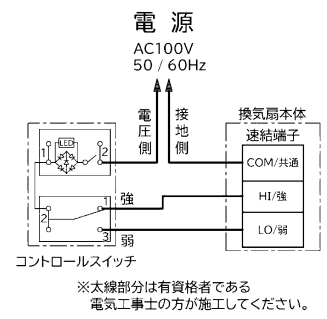 電源
AC100V
50 / 60Hz
電圧側
接地側
換気扇本体
速結端子
LED
1
2
COM/共通
1
強
HI/強
2
3
弱
LO/弱
コントロールスイッチ
※太線部分は有資格者である
電気工事士の方が施工してください。